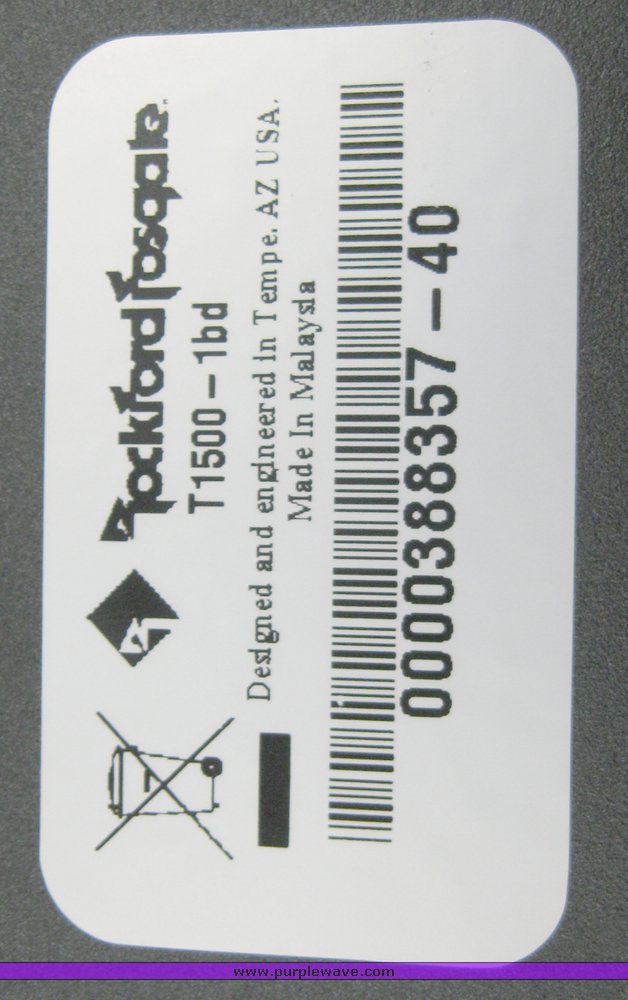 Rockford Fosgate
T1500-1bd
Designed and engineered in Tempe, AZ USA.
Made In Malaysia
0000388357-40
www.purplewave.com